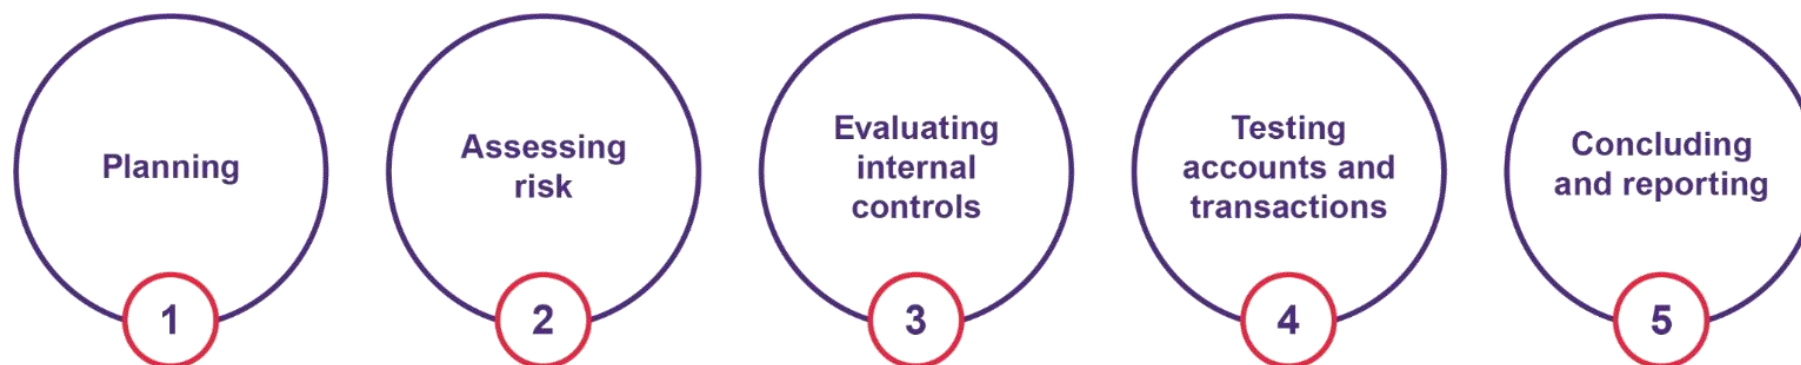 Planning
1
Assessing
risk
2
Evaluating
internal
controls
3
Testing
accounts and
transactions
4
Concluding
and reporting
5